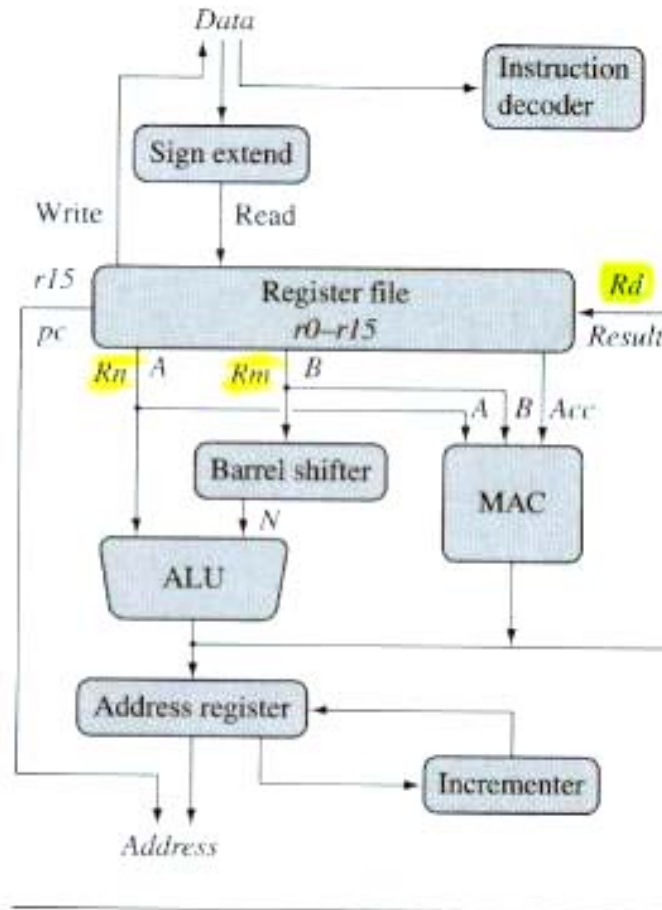 Data
Instruction
decoder
Sign extend
Write
Read
r15
Register file
Rd
pc
r0–r15
Result
Rn A
Rm B
A B Acc
Barrel shifter
MAC
N
ALU
Address register
Incrementer
Address